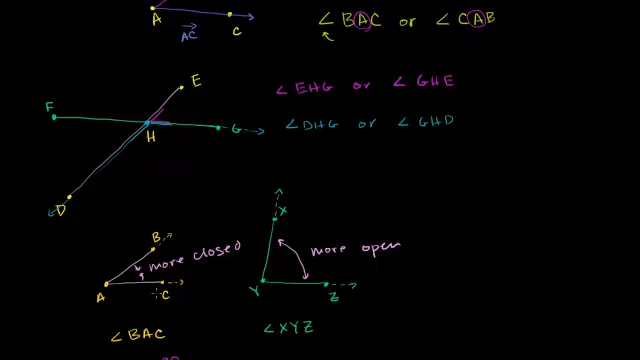 A
AC
C
∠ BAC or ∠ CAB
E
∠ EHG or ∠ GHE
F
H
G
∠ DHG or ∠ GHD
D
X
B
more closed
more open
A
C
Y
Z
∠ BAC
∠ XYZ